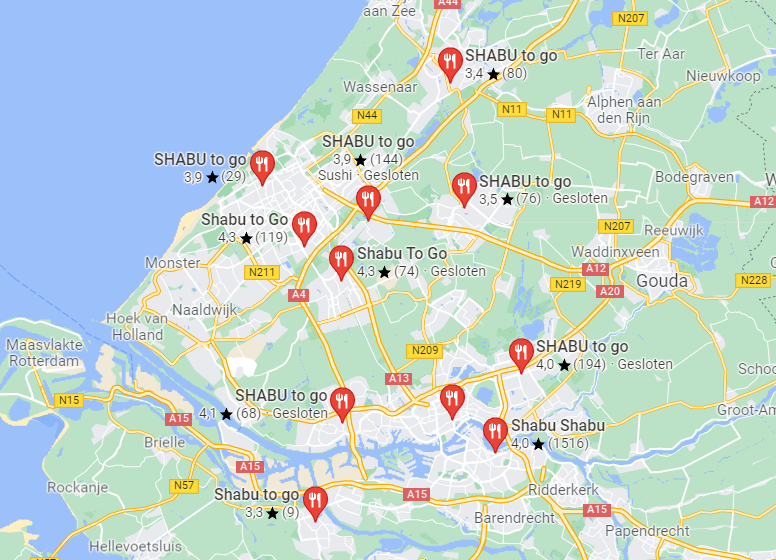 aan Zee
A44
N207
SHABU to go
3,4 ★ (80)
Ter Aar
Nieuwkoop
Wassenaar
N11
N11
Alphen aan
den Rijn
N44
SHABU to go
3,9 ★ (144)
Sushi · Gesloten
SHABU to go
3,9 ★ (29)
SHABU to go
3,5 ★ (76) · Gesloten
Bodegraven
W
A12
Shabu to Go
4,3 ★ (119)
N207
Reeuwijk
Shabu To Go
4,3 ★ (74) · Gesloten
Waddinxveen
Monster
N211
A12
N219
Gouda
N228
A4
A20
Naaldwijk
Hoek van
Holland
Maasvlakte
Rotterdam
SHABU to go
4,0 ★ (194) · Gesloten
N209
Schoo
A13
N15
SHABU to go
4,1 ★ (68) · Gesloten
Groot-Am
A15
Shabu Shabu
4,0 ★ (1516)
Brielle
A15
Rockanje
N57
Shabu to go
3,3 ★ (9)
A15
Ridderkerk
A15
Barendrecht
Papendrecht
Hellevoetsluis